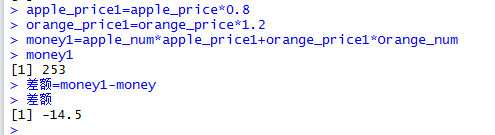 > apple_price1=apple_price*0.8
> orange_price1=orange_price*1.2
> money1=apple_num*apple_price1+orange_price1*Orange_num
> money1
[1] 253
> 差额=money1-money
> 差额
[1] -14.5
>